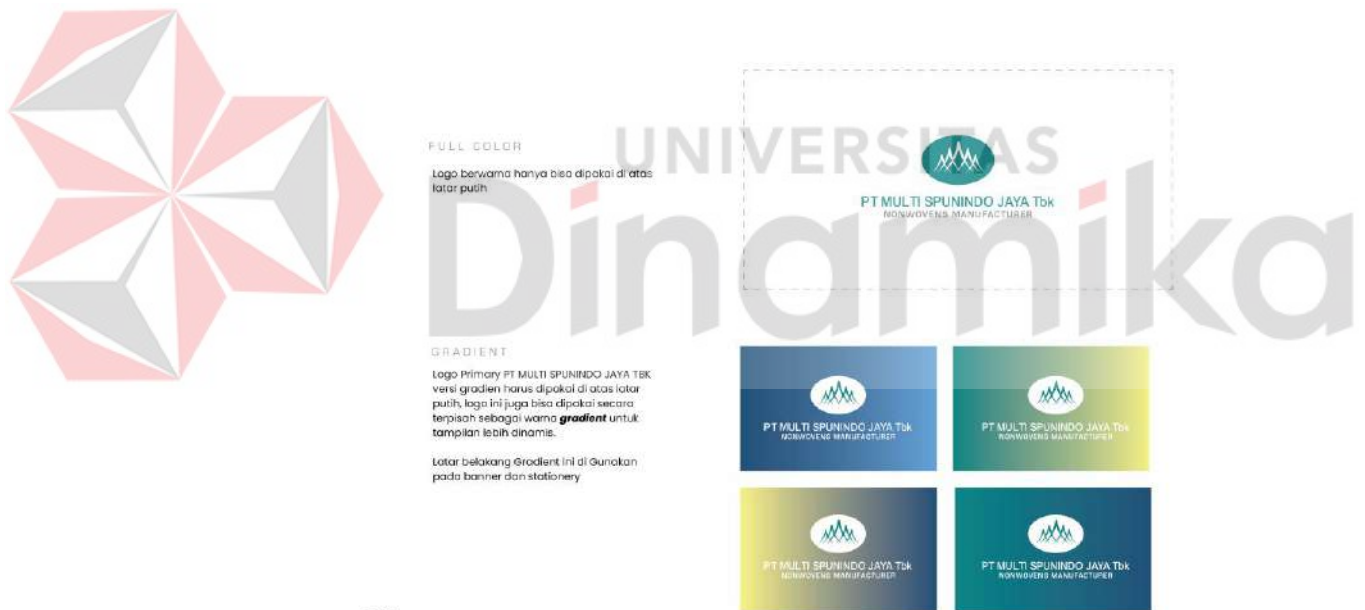 UNIVERSITAS
Dinamika
FULL COLOR
Logo berwarna hanya bisa dipakai di atas
latar putih
PT MULTI SPUNINDO JAYA Tbk
NONWOVENS MANUFACTURER
GRADIENT
Logo Primary PT MULTI SPUNINDO JAYA TBK
versi gradien harus dipakai di atas latar
putih, logo ini juga bisa dipakai secara
terpisah sebagai warna gradient untuk
tampilan lebih dinamis.
Latar belakang Gradient ini di Gunakan
pada banner dan stationery
PT MULTI SPUNINDO JAYA Tbk
NONWOVENS MANUFACTURER
PT MULTI SPUNINDO JAYA Tbk
NONWOVENS MANUFACTURER
PT MULTI SPUNINDO JAYA Tbk
NONWOVENS MANUFACTURER
PT MULTI SPUNINDO JAYA Tbk
NONWOVENS MANUFACTURER